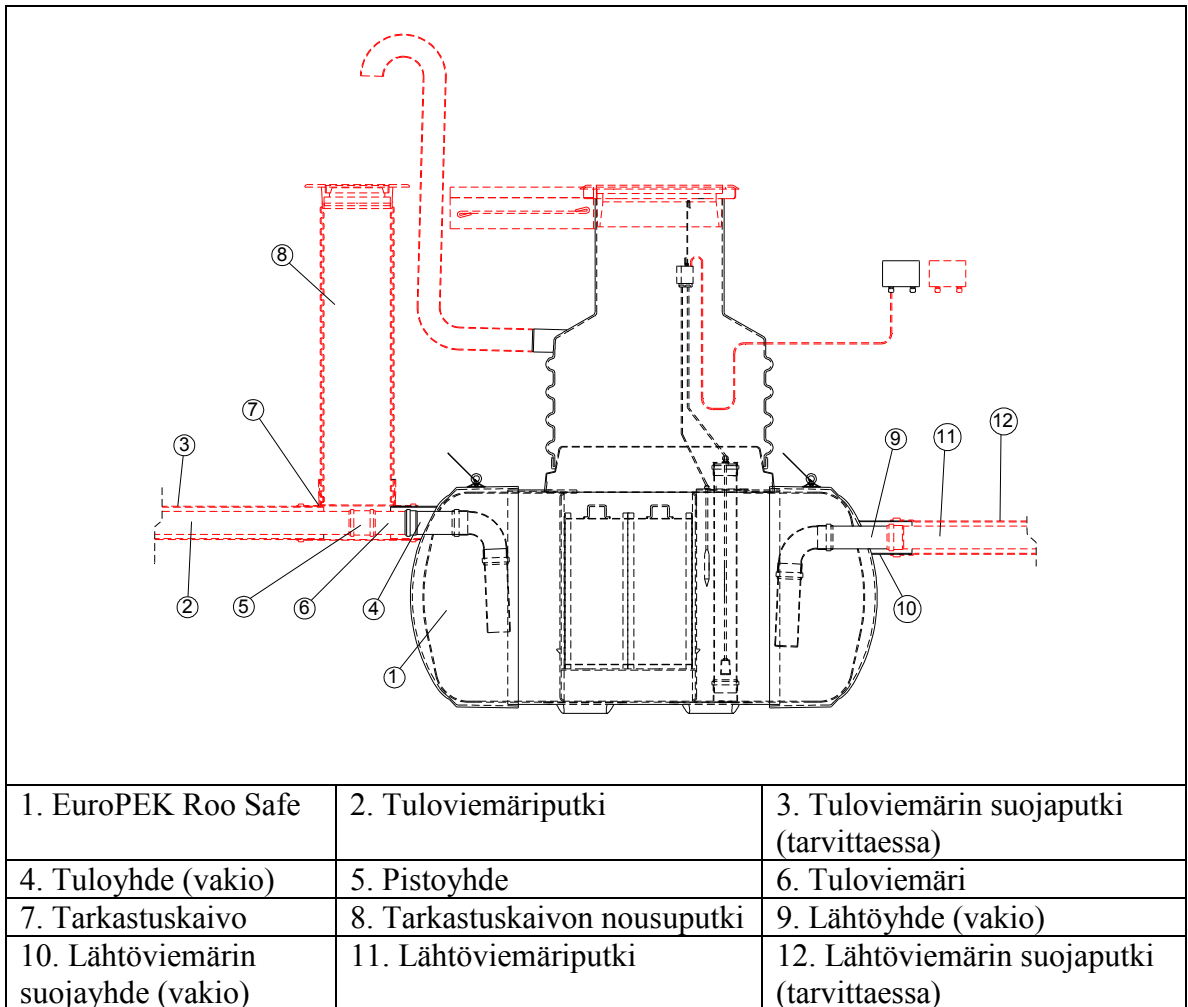 8
7
3
9
11
12
2
5
6
4
10
1
1. EuroPEK Roo Safe
2. Tuloviemäriputki
3. Tuloviemärin suojaputki
(tarvittaessa)
4. Tuloyhde (vakio)
5. Pistoyhde
6. Tuloviemäri
7. Tarkastuskaivo
8. Tarkastuskaivon nousuputki
9. Lähtöyhde (vakio)
10. Lähtöviemärin
suojayhde (vakio)
11. Lähtöviemäriputki
12. Lähtöviemärin suojaputki
(tarvittaessa)